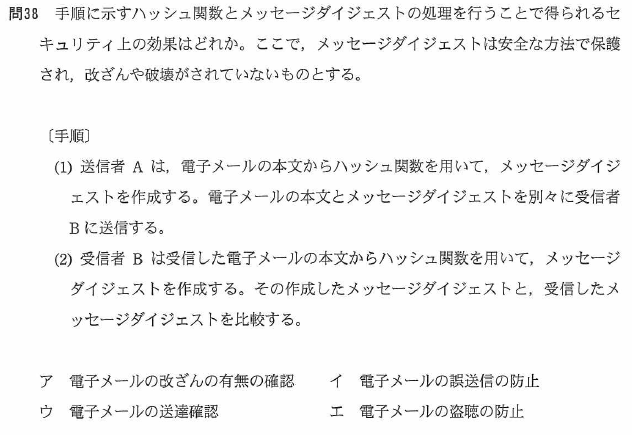 問38 手順に示すハッシュ関数とメッセージダイジェストの処理を行うことで得られるセ
キュリティ上の効果はどれか。ここで，メッセージダイジェストは安全な方法で保護
され，改ざんや破壊がされていないものとする。
〔手順〕
(1) 送信者 A は，電子メールの本文からハッシュ関数を用いて，メッセージダイジ
ェストを作成する。電子メールの本文とメッセージダイジェストを別々に受信者
B に送信する。
(2) 受信者 B は受信した電子メールの本文からハッシュ関数を用いて，メッセージ
ダイジェストを作成する。その作成したメッセージダイジェストと，受信したメ
ッセージダイジェストを比較する。
ア 電子メールの改ざんの有無の確認 イ 電子メールの誤送信の防止
ウ 電子メールの送達確認 エ 電子メールの盗聴の防止